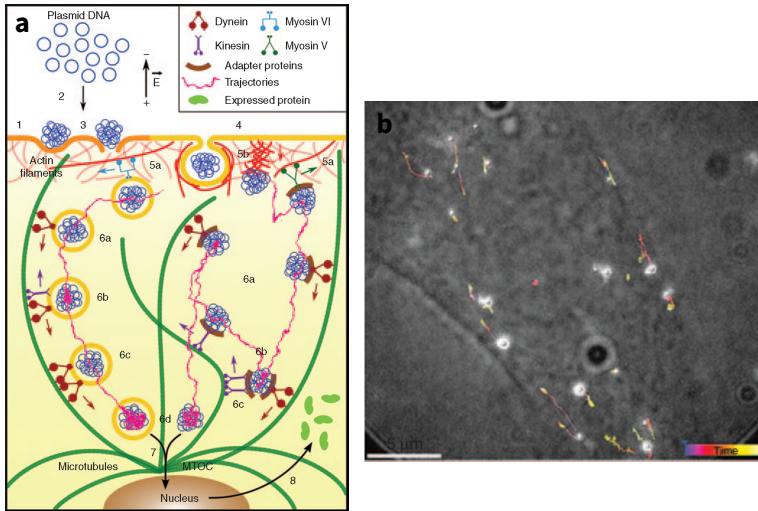 a
Plasmid DNA
2
−
E
+
Dynein
Myosin VI
Kinesin
Myosin V
Adapter proteins
Trajectories
Expressed protein
1
3
4
Actin
filaments
5a
5b
5a
6a
6a
6b
6b
6c
6c
6d
7
Microtubules
MTOC
8
Nucleus
b
5 µm
Time